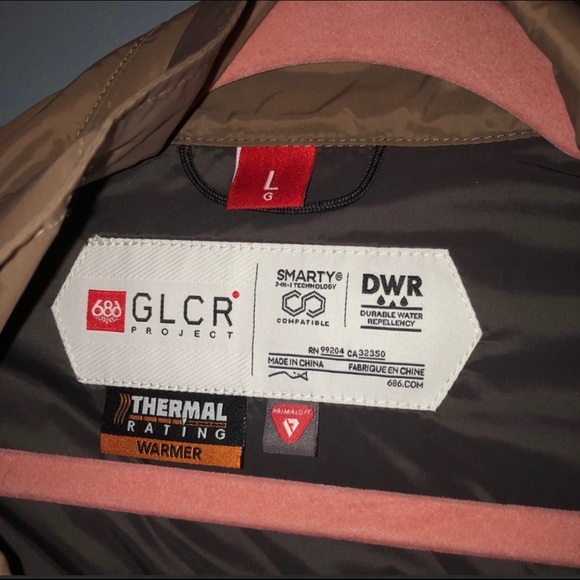 L
G
686
GLCR
PROJECT
SMARTY®
3-IN-1 TECHNOLOGY
COMPATIBLE
DWR
DURABLE WATER
REPELLENCY
RN 99204 CA 32350
MADE IN CHINA FABRIQUE EN CHINE
686.COM
THERMAL
RATING
WARMER
PRIMALOFT